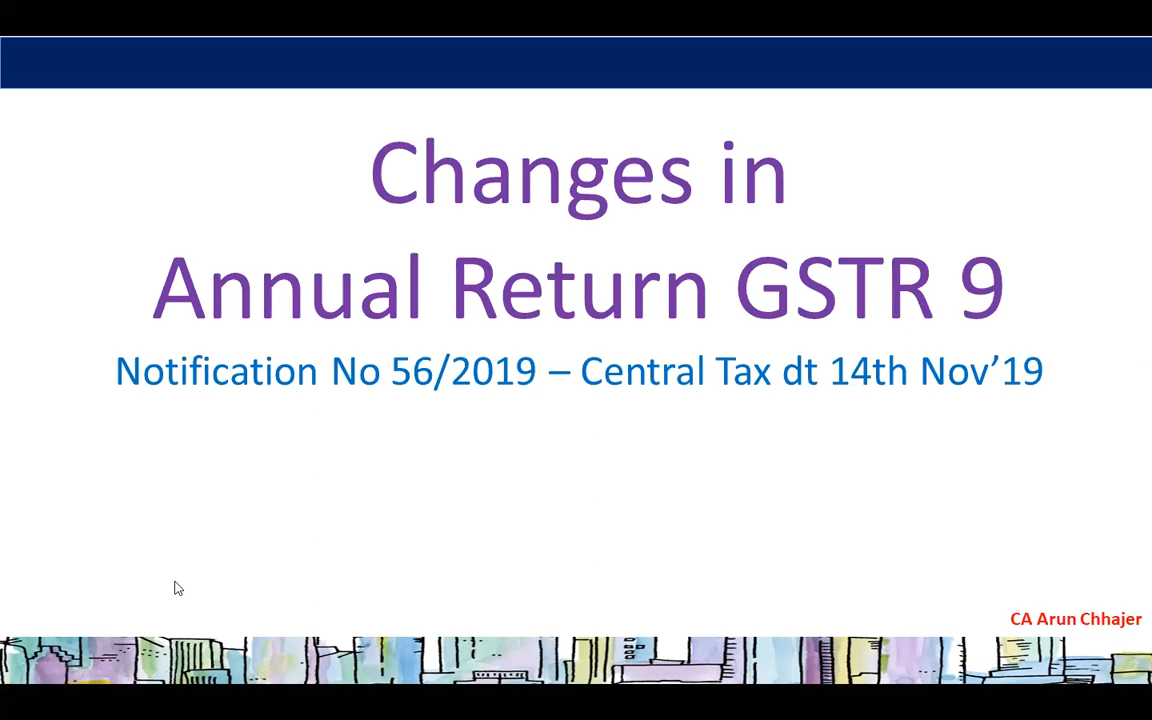 Changes in
Annual Return GSTR 9
Notification No 56/2019 – Central Tax dt 14th Nov’19
CA Arun Chhajer